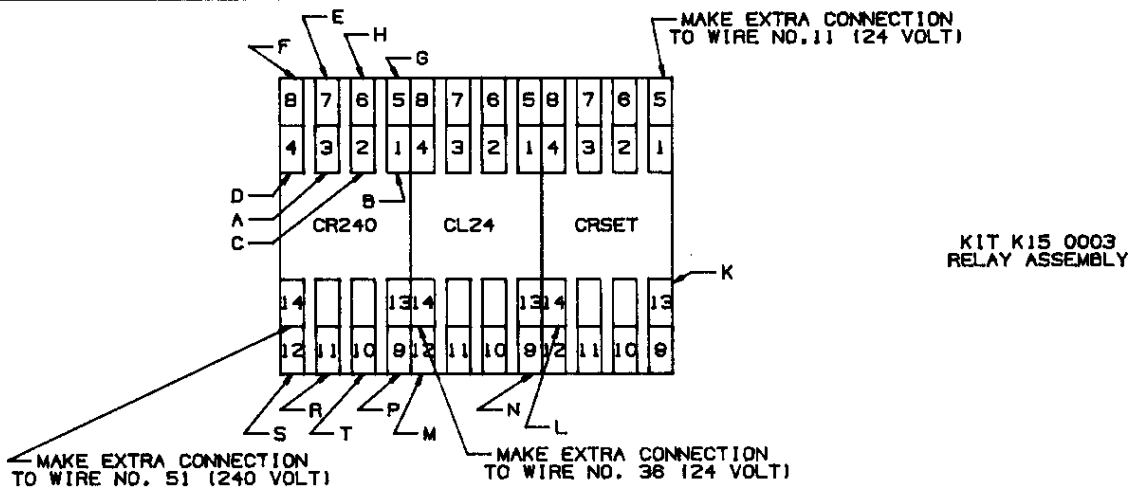 E
F
H
G
MAKE EXTRA CONNECTION
TO WIRE NO.11 (24 VOLT)
8 7 6 5 8 7 6 5 8 7 6 5
4 3 2 1 4 3 2 1 4 3 2 1
D
B
A
C
CR240 CL24 CRSET
KIT K15 0003
RELAY ASSEMBLY
K
14 13 14 13 14 13
12 11 10 9 12 11 10 9 12 11 10 9
R P N
S T M L
MAKE EXTRA CONNECTION
TO WIRE NO. 51 (240 VOLT)
MAKE EXTRA CONNECTION
TO WIRE NO. 36 (24 VOLT)